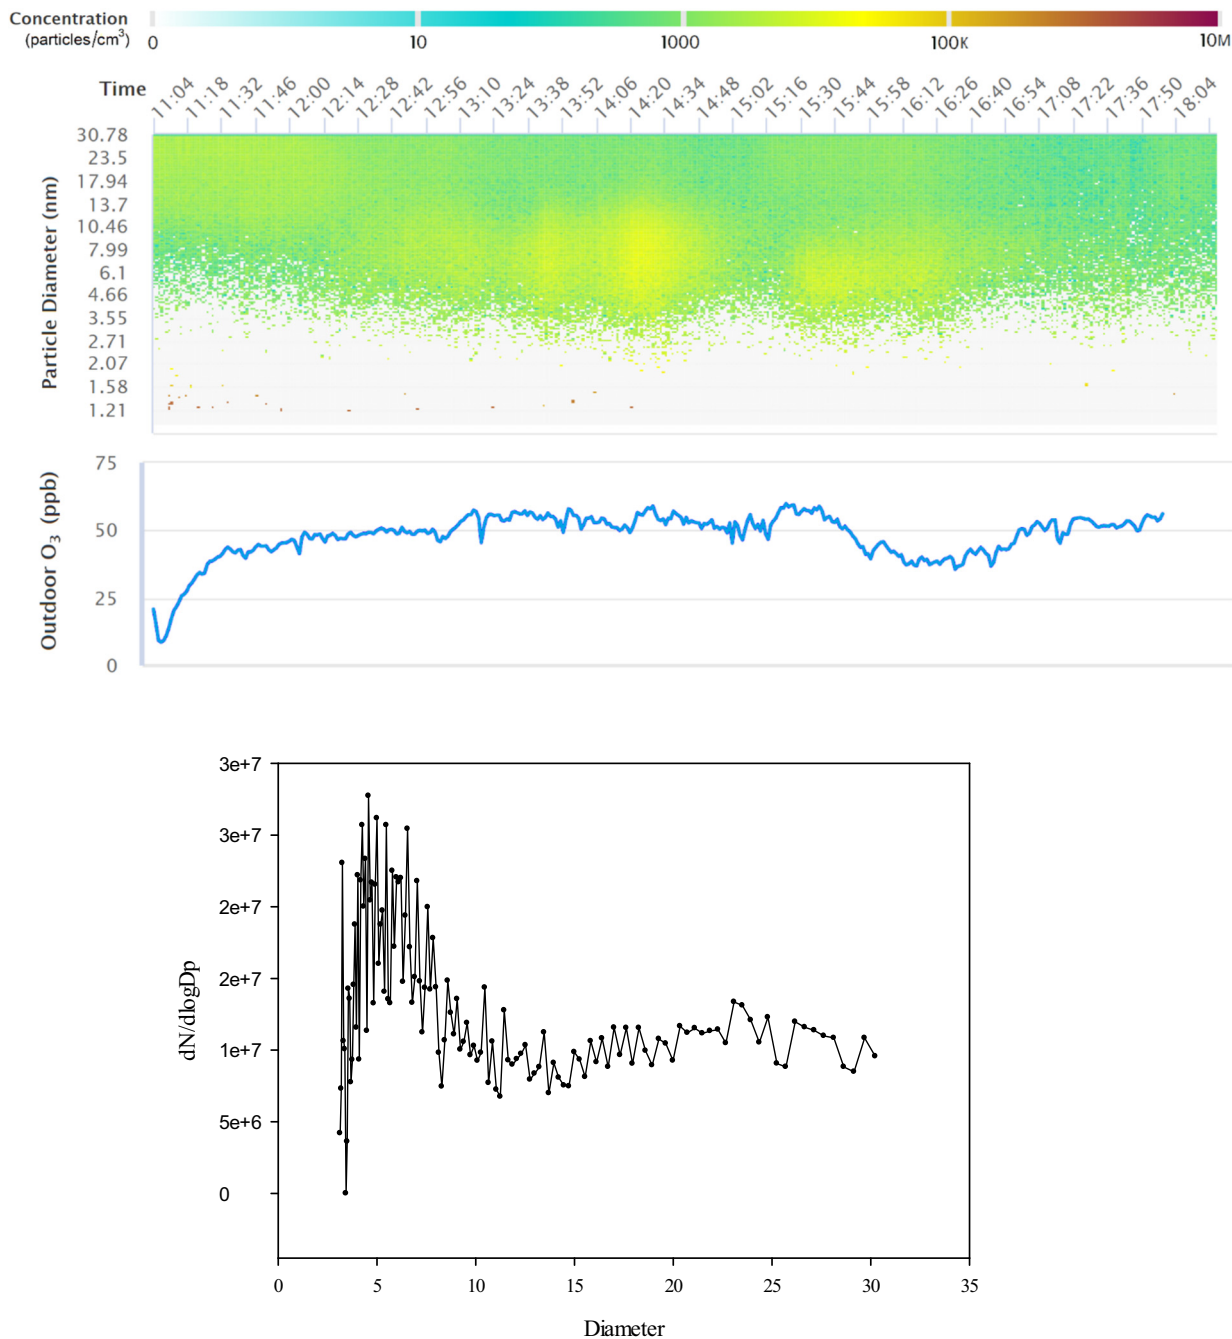 Concentration
(particles/cm³)
0 10 1000 100K 10M
Time 11:04 11:18 11:32 11:46 12:00 12:14 12:28 12:42 12:56 13:10 13:24 13:38 13:52 14:06 14:20 14:34 14:48 15:02 15:16 15:30 15:44 15:58 16:12 16:26 16:40 16:54 17:08 17:22 17:36 17:50 18:04
Particle Diameter (nm)
30.78
23.5
17.94
13.7
10.46
7.99
6.1
4.66
3.55
2.71
2.07
1.58
1.21
Outdoor O₃ (ppb)
75
50
25
0
dN/dlogDp
3e+7
3e+7
2e+7
2e+7
1e+7
5e+6
0
0 5 10 15 20 25 30 35
Diameter